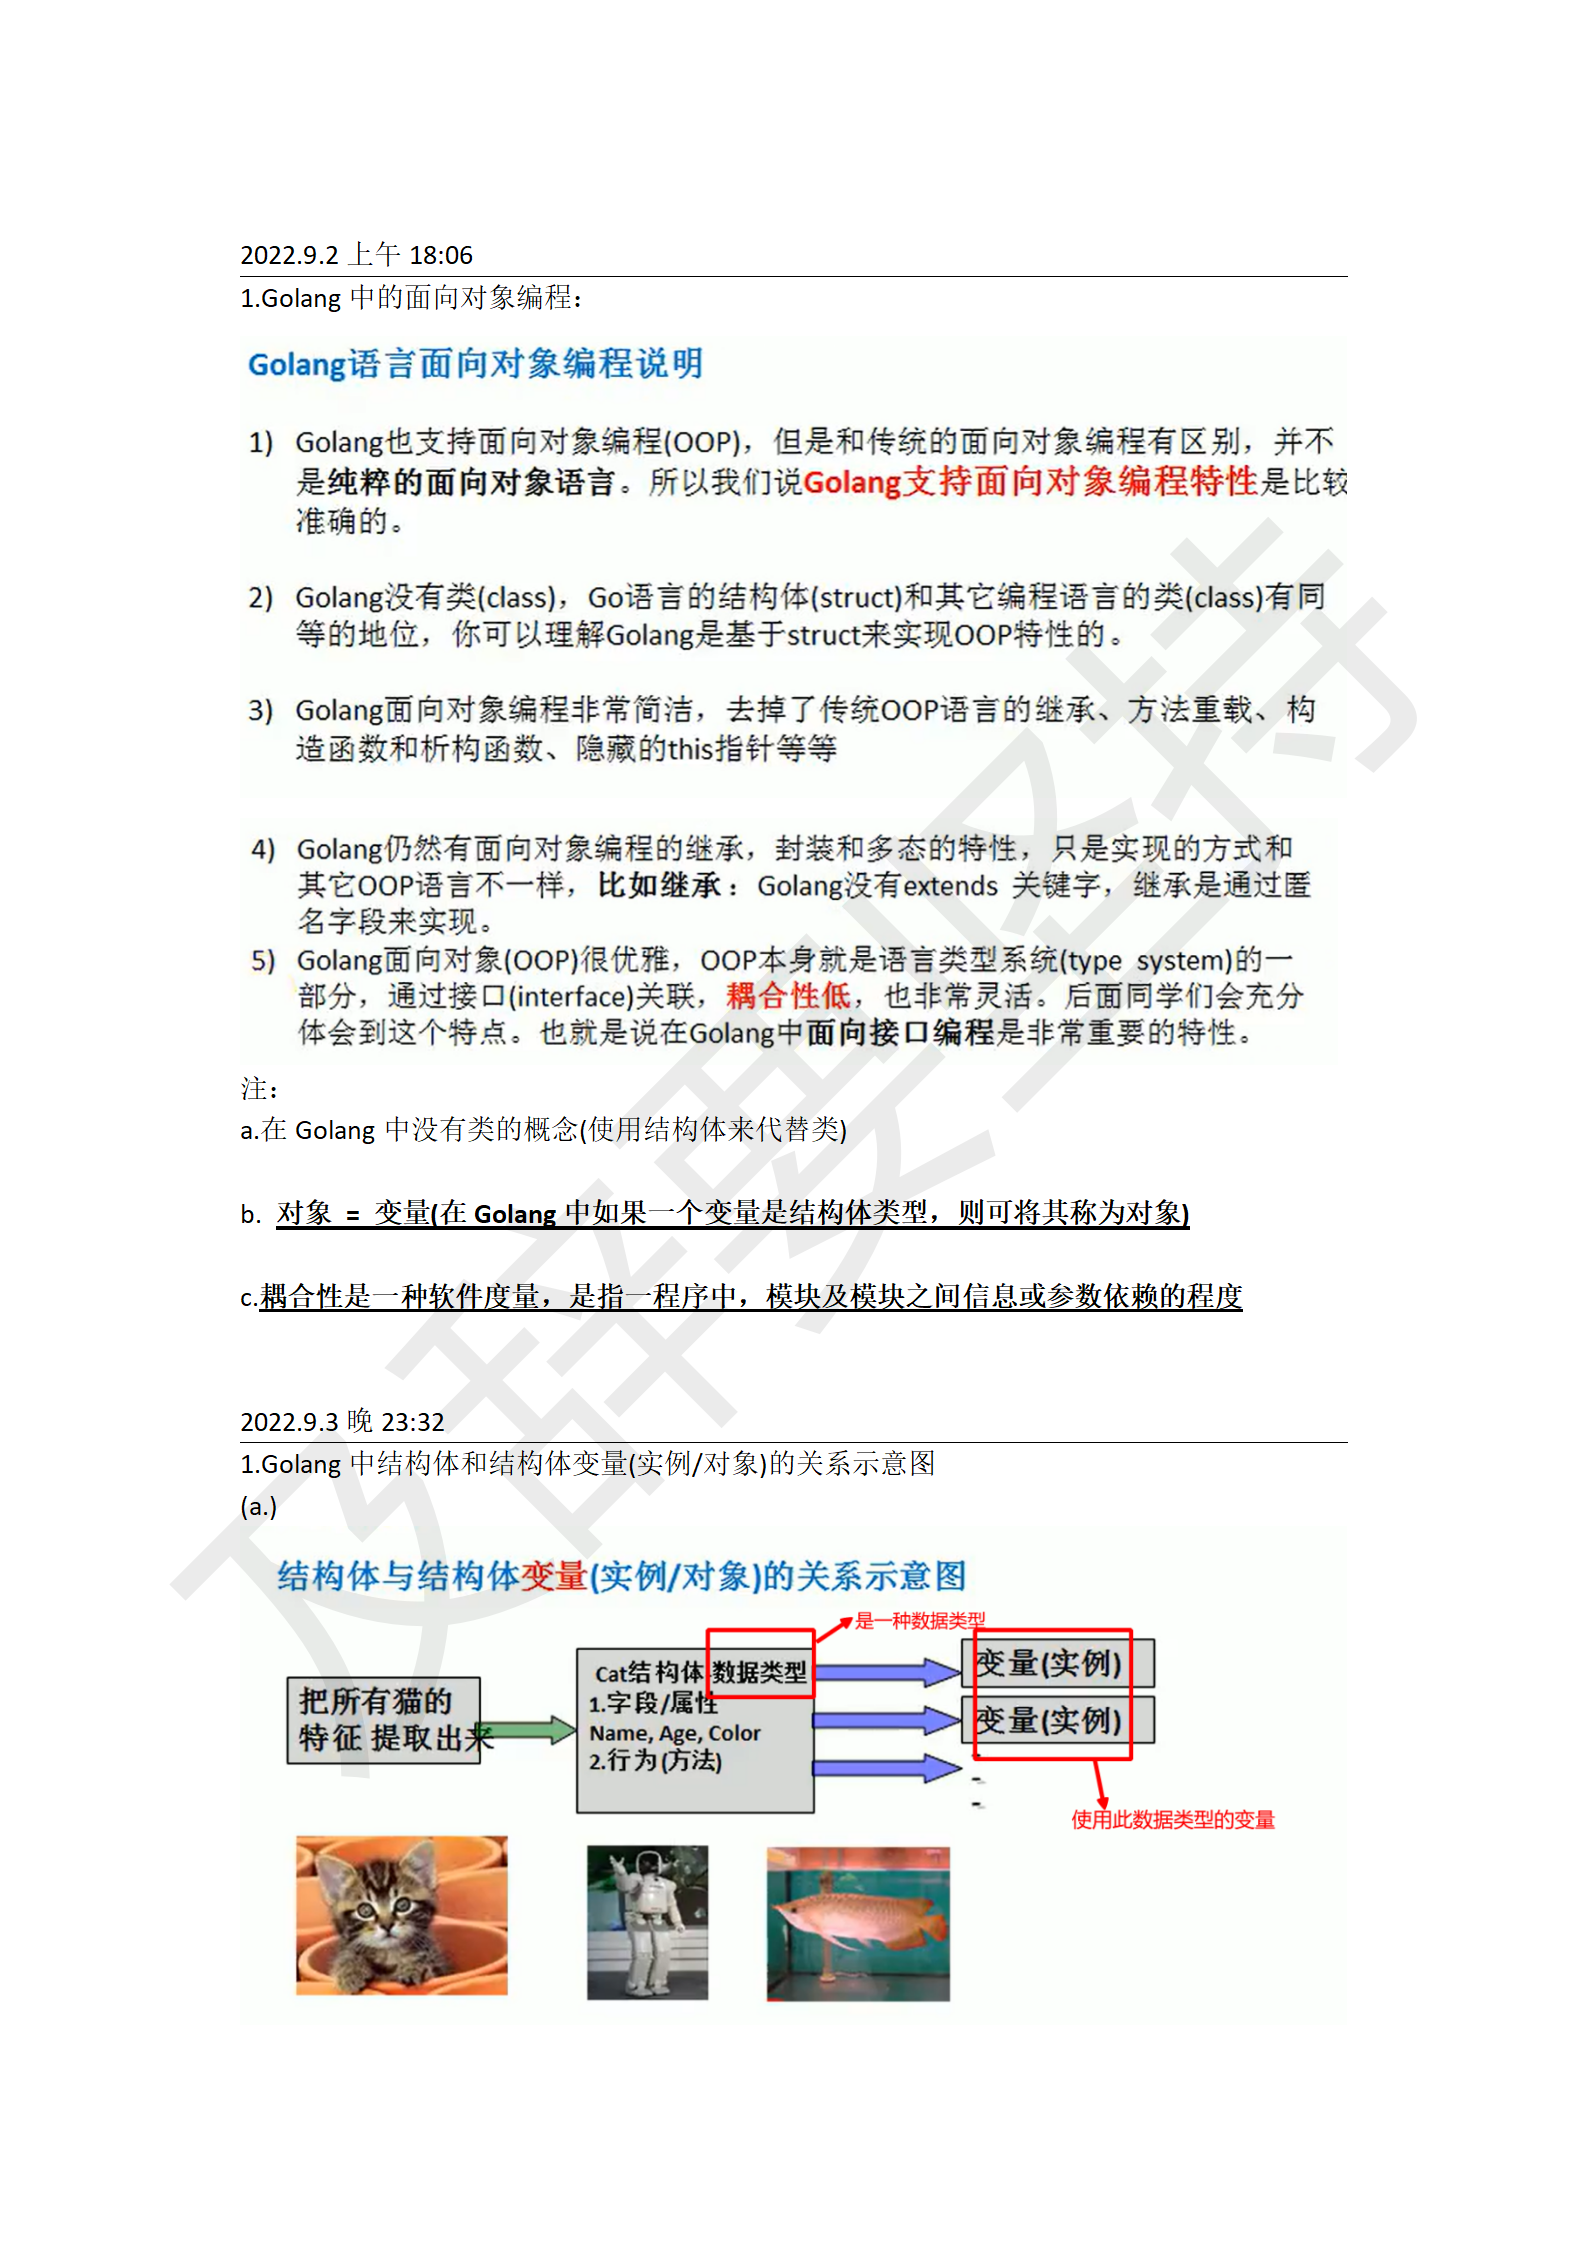 2022.9.2 上午 18:06
1.Golang 中的面向对象编程：
Golang语言面向对象编程说明
1) Golang也支持面向对象编程(OOP)，但是和传统的面向对象编程有区别，并不
是纯粹的面向对象语言。所以我们说Golang支持面向对象编程特性是比较
准确的。
2) Golang没有类(class)，Go语言的结构体(struct)和其它编程语言的类(class)有同
等的地位，你可以理解Golang是基于struct来实现OOP特性的。
3) Golang面向对象编程非常简洁，去掉了传统OOP语言的继承、方法重载、构
造函数和析构函数、隐藏的this指针等等
4) Golang仍然有面向对象编程的继承，封装和多态的特性，只是实现的方式和
其它OOP语言不一样，比如继承：Golang没有extends 关键字，继承是通过匿
名字段来实现。
5) Golang面向对象(OOP)很优雅，OOP本身就是语言类型系统(type system)的一
部分，通过接口(interface)关联，耦合性低，也非常灵活。后面同学们会充分
体会到这个特点。也就是说在Golang中面向接口编程是非常重要的特性。
注：
a.在 Golang 中没有类的概念(使用结构体来代替类)
b. 对象 = 变量(在 Golang 中如果一个变量是结构体类型，则可将其称为对象)
c.耦合性是一种软件度量，是指一程序中，模块及模块之间信息或参数依赖的程度
2022.9.3 晚 23:32
1.Golang 中结构体和结构体变量(实例/对象)的关系示意图
(a.)
结构体与结构体变量(实例/对象)的关系示意图
是一种数据类型
把所有猫的
特征 提取出来
Cat结构体-数据类型
1.字段/属性
Name, Age, Color
2.行为(方法)
变量(实例)
变量(实例)
使用此数据类型的变量
及辞要坚持